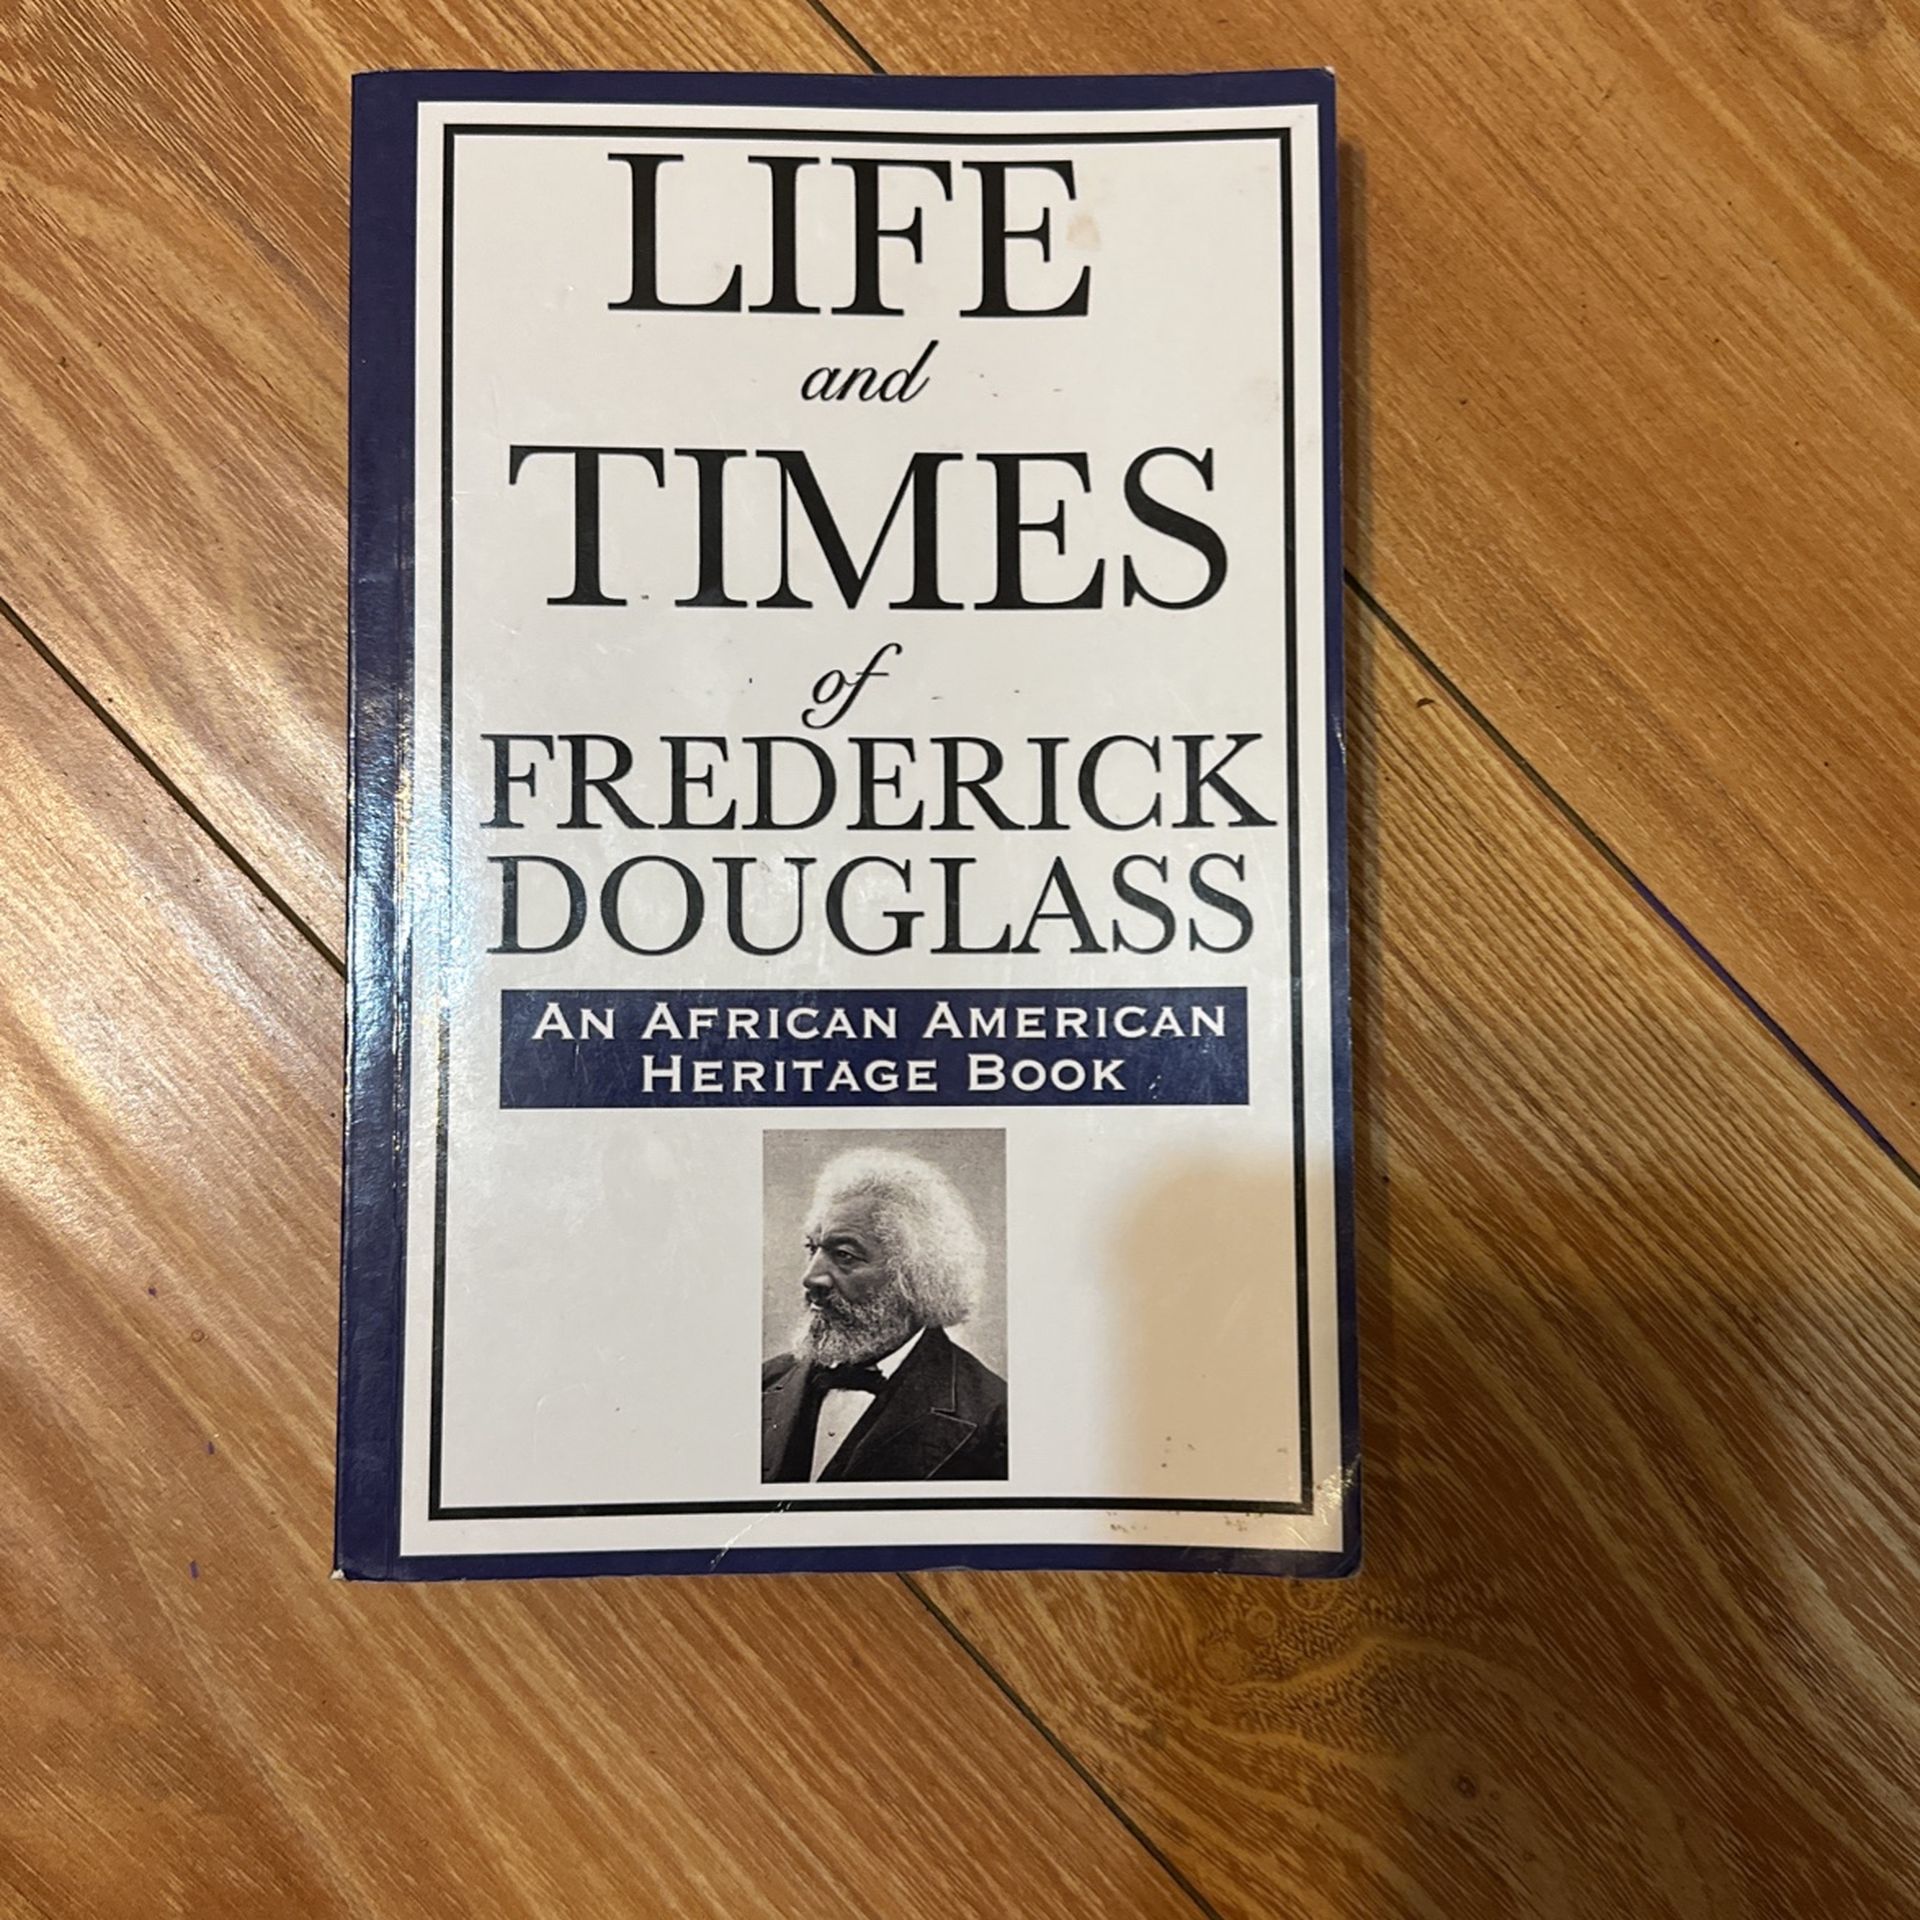 LIFE
and
TIMES
of
FREDERICK
DOUGLASS
AN AFRICAN AMERICAN
HERITAGE BOOK